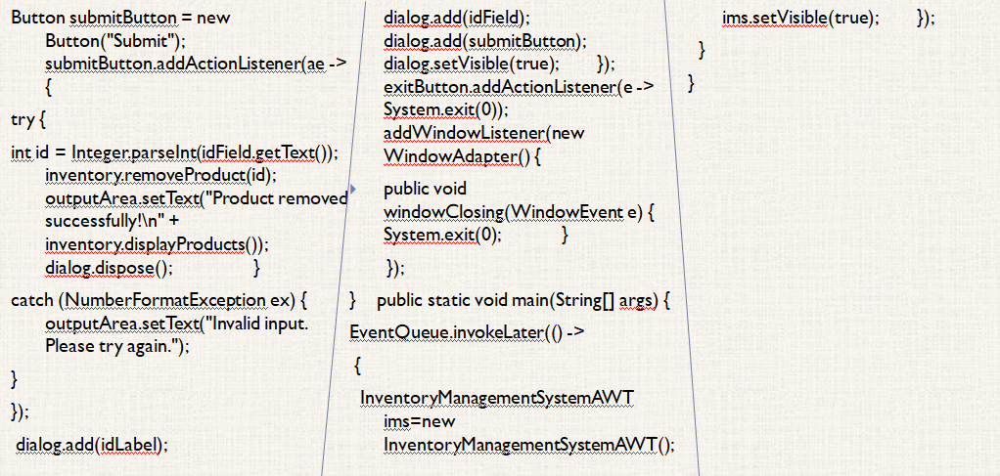 Button submitButton = new
Button("Submit");
submitButton.addActionListener(ae ->
{
try {
int id = Integer.parseInt(idField.getText());
inventory.removeProduct(id);
outputArea.setText("Product removed
successfully!\n" +
inventory.displayProducts());
dialog.dispose(); }
catch (NumberFormatException ex) {
outputArea.setText("Invalid input.
Please try again.");
}
});
dialog.add(idLabel);
dialog.add(idField);
dialog.add(submitButton);
dialog.setVisible(true); });
exitButton.addActionListener(e ->
System.exit(0));
addWindowListener(new
WindowAdapter() {
public void
windowClosing(WindowEvent e) {
System.exit(0); }
});
} public static void main(String[] args) {
EventQueue.invokeLater(() ->
{
InventoryManagementSystemAWT
ims=new
InventoryManagementSystemAWT();
ims.setVisible(true); });
}
}